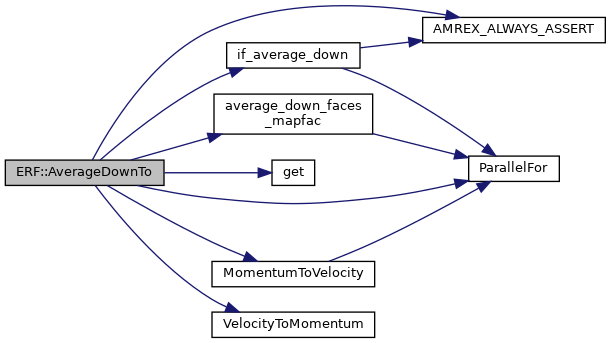 AMREX_ALWAYS_ASSERT
if_average_down
average_down_faces
_mapfac
ParallelFor
ERF::AverageDownTo
get
MomentumToVelocity
VelocityToMomentum